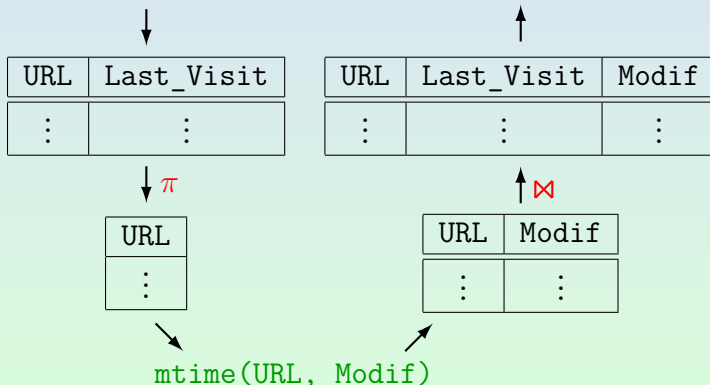 URL Last_Visit URL Last_Visit Modif
⋮ ⋮ ⋮ ⋮ ⋮
π ⋈
URL URL Modif
⋮ ⋮ ⋮
mtime(URL, Modif)